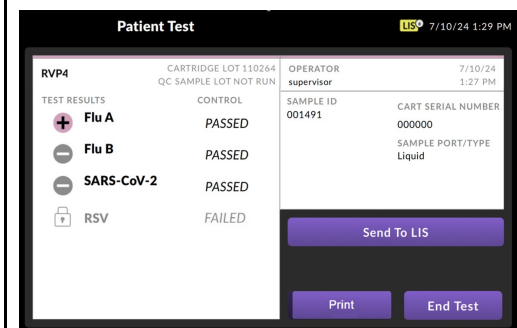 Patient Test
LIS 7/10/24 1:29 PM
RVP4
CARTRIDGE LOT 110264
QC SAMPLE LOT NOT RUN
TEST RESULTS CONTROL
Flu A PASSED
Flu B PASSED
SARS-CoV-2 PASSED
RSV FAILED
OPERATOR 7/10/24
supervisor 1:27 PM
SAMPLE ID
001491
CART SERIAL NUMBER
000000
SAMPLE PORT/TYPE
Liquid
Send To LIS
Print
End Test